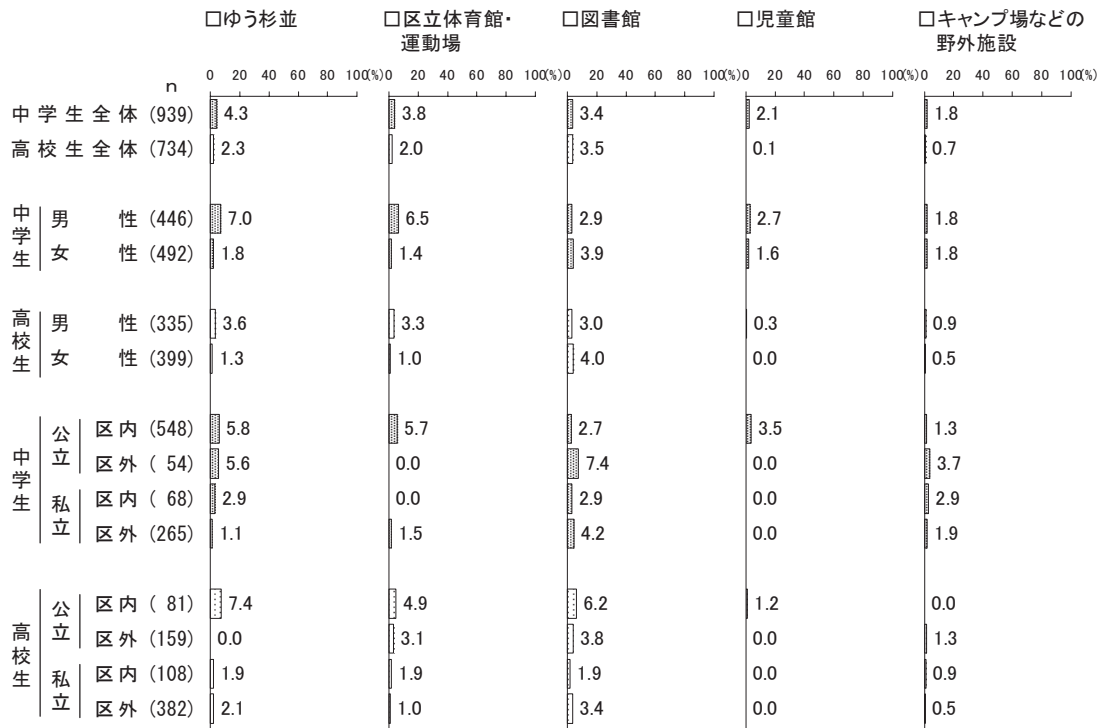 □ゆう杉並 □区立体育館・ □図書館 □児童館 □キャンプ場などの
運動場 野外施設
0 20 40 60 80 100(%) 0 20 40 60 80 100(%) 0 20 40 60 80 100(%) 0 20 40 60 80 100(%) 0 20 40 60 80 100(%)
n
中学生全体 (939) 4.3 3.8 3.4 2.1 1.8
高校生全体 (734) 2.3 2.0 3.5 0.1 0.7
中学生
男性 (446) 7.0 6.5 2.9 2.7 1.8
女性 (492) 1.8 1.4 3.9 1.6 1.8
高校生
男性 (335) 3.6 3.3 3.0 0.3 0.9
女性 (399) 1.3 1.0 4.0 0.0 0.5
中学生
公立
区内 (548) 5.8 5.7 2.7 3.5 1.3
区外 ( 54) 5.6 0.0 7.4 0.0 3.7
私立
区内 ( 68) 2.9 0.0 2.9 0.0 2.9
区外 (265) 1.1 1.5 4.2 0.0 1.9
高校生
公立
区内 ( 81) 7.4 4.9 6.2 1.2 0.0
区外 (159) 0.0 3.1 3.8 0.0 1.3
私立
区内 (108) 1.9 1.9 1.9 0.0 0.9
区外 (382) 2.1 1.0 3.4 0.0 0.5